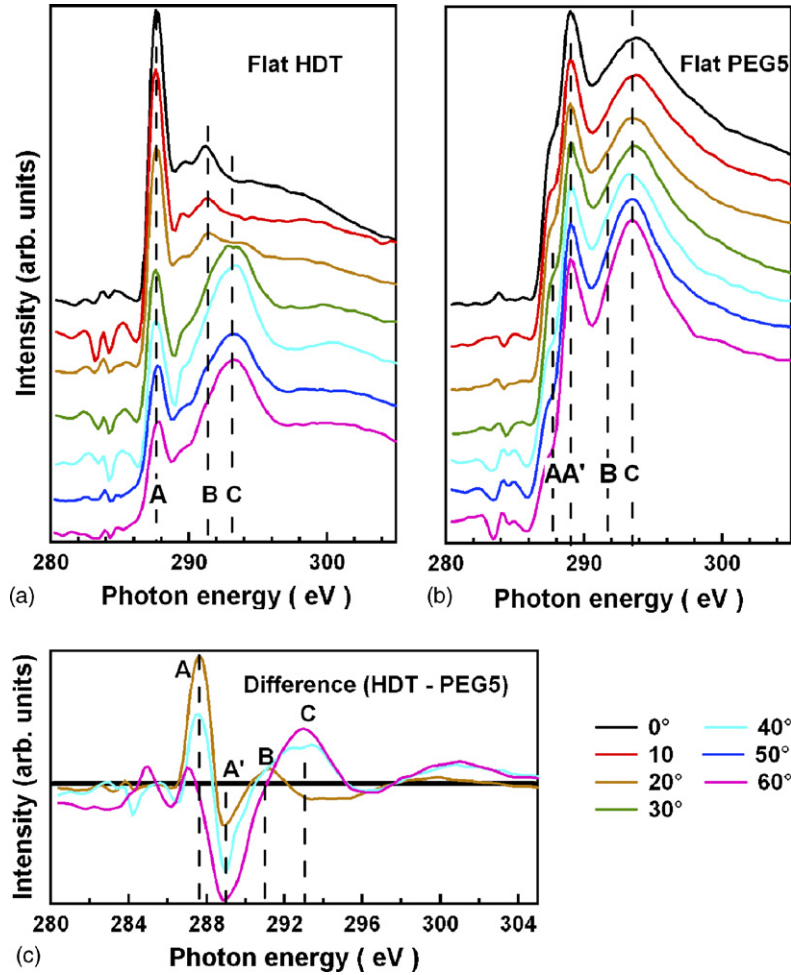 Flat HDT
Intensity (arb. units)
A
B
C
280
290
300
Photon energy ( eV )
(a)
Flat PEG5
A
A'
B
C
280
290
300
Photon energy ( eV )
(b)
Difference (HDT - PEG5)
Intensity (arb. units)
A
A'
B
C
280
284
288
292
296
300
304
Photon energy ( eV )
(c)
0°
10
20°
30°
40°
50°
60°